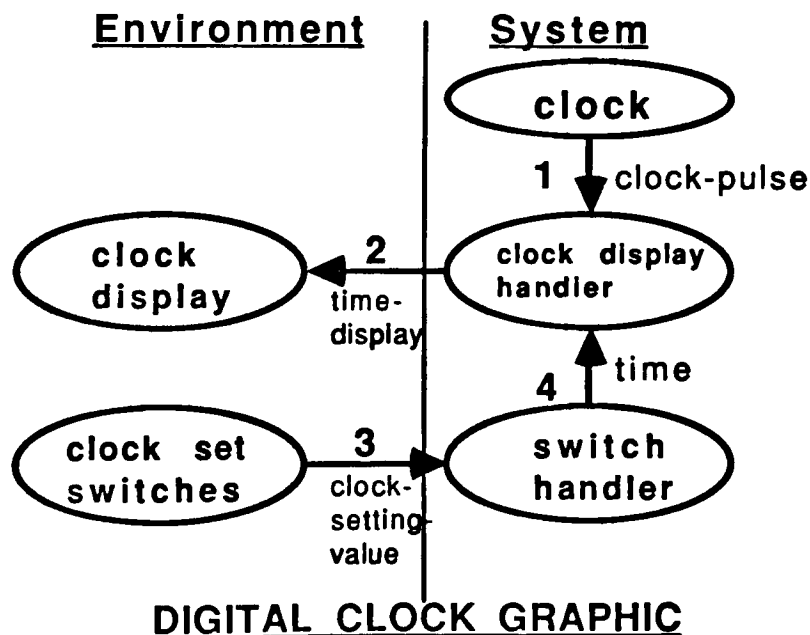 Environment
System
clock
1
clock-pulse
clock
display
2
time-
display
clock display
handler
4
time
clock set
switches
3
clock-
setting-
value
switch
handler
DIGITAL CLOCK GRAPHIC